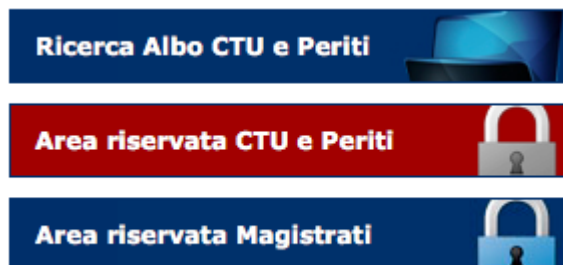 Ricerca Albo CTU e Periti
Area riservata CTU e Periti
Area riservata Magistrati